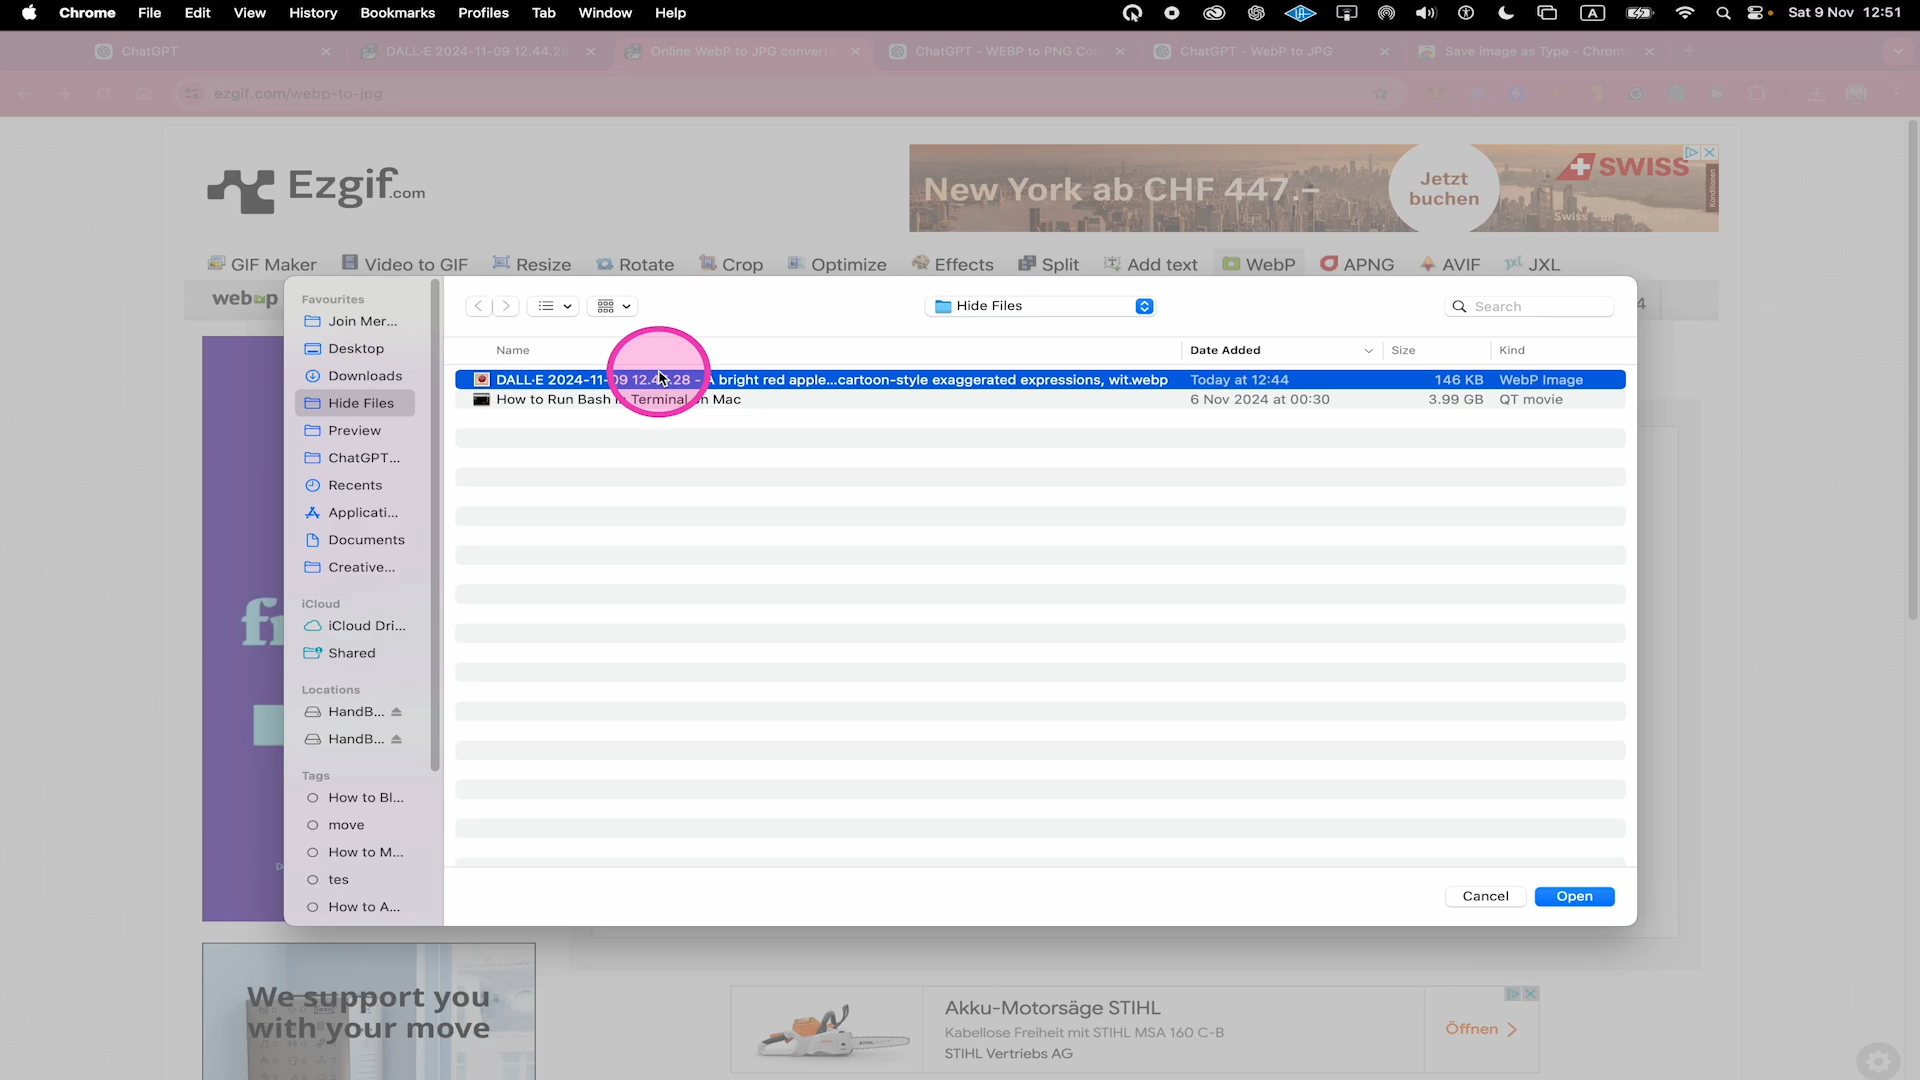 Chrome File Edit View History Bookmarks Profiles Tab Window Help A Sat 9 Nov 12:51
ChatGPT DALL·E 2024-11-09 12.44.28 Online WebP to JPG convert ChatGPT - WEBP to PNG Co ChatGPT - WebP to JPG Save image as Type - Chrom
ezgif.com/webp-to-jpg
Ezgif.com
New York ab CHF 447.- Jetzt buchen SWISS
Konditionen
GIF Maker Video to GIF Resize Rotate Crop Optimize Effects Split Add text WebP APNG AVIF JXL
webp
4
Favourites
Join Mer...
Desktop
Downloads
Hide Files
Preview
ChatGPT...
Recents
Applicati...
Documents
Creative...
iCloud
iCloud Dri...
Shared
Locations
HandB...
HandB...
Tags
How to Bl...
move
How to M...
tes
How to A...
Hide Files
Search
Name Date Added Size Kind
DALL·E 2024-11-09 12.44.28 - A bright red apple...cartoon-style exaggerated expressions, wit.webp Today at 12:44 146 KB WebP Image
How to Run Bash in Terminal on Mac 6 Nov 2024 at 00:30 3.99 GB QT movie
Cancel Open
We support you
with your move
Akku-Motorsäge STIHL
Kabellose Freiheit mit STIHL MSA 160 C-B
STIHL Vertriebs AG
Öffnen